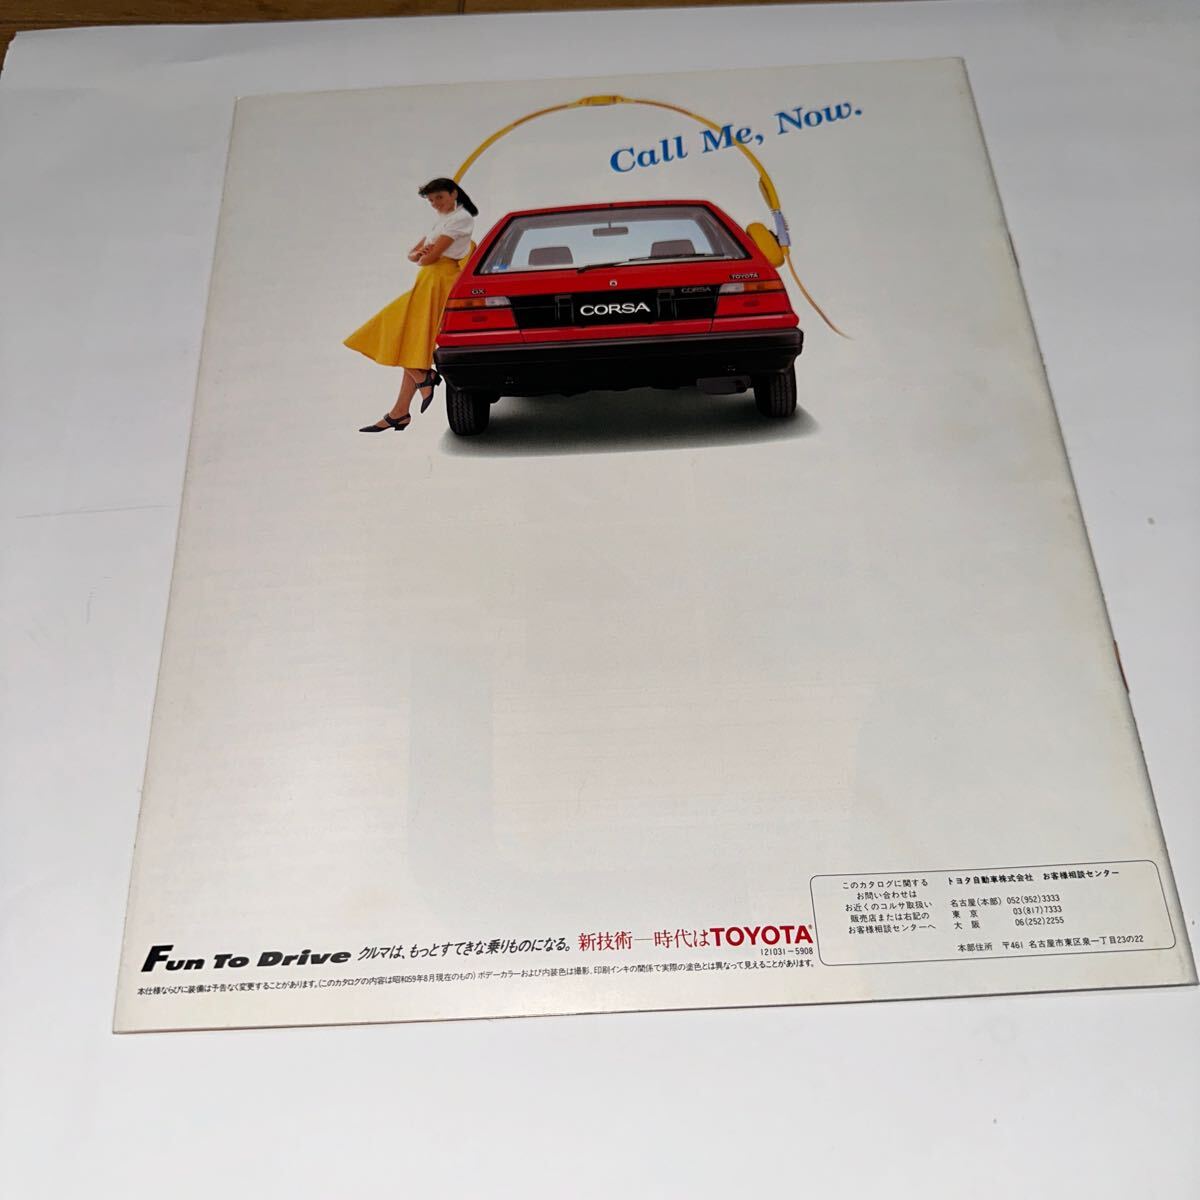 Call Me, Now.
GX
TOYOTA
CORSA
CORSA
このカタログに関する
お問い合わせは
お近くのコルサ取扱い
販売店または右記の
お客様相談センターへ
トヨタ自動車株式会社 お客様相談センター
名古屋(本部) 052(952)3333
東京 03(817)7333
大阪 06(252)2255
本部住所 〒461 名古屋市東区泉一丁目23の22
Fun To Drive クルマは、もっとすてきな乗りものになる。 新技術―時代はTOYOTA
121031-5908
本仕様ならびに装備は予告なく変更することがあります。(このカタログの内容は昭和59年8月現在のもの) ボデーカラーおよび内装色は撮影、印刷インキの関係で実際の塗色とは異なって見えることがあります。